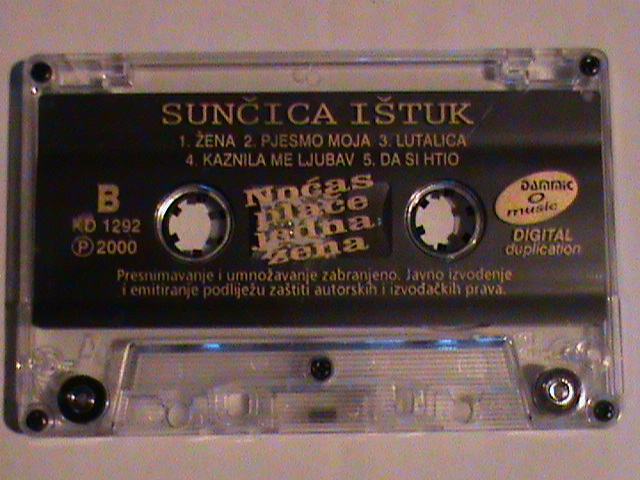 SUNČICA IŠTUK
1. ŽENA 2. PJESMO MOJA 3. LUTALICA
4. KAZNILA ME LJUBAV 5. DA SI HTIO
B
KD 1292
Ⓟ 2000
Noćas
plače
jedna
žena
DAMMIC
music
DIGITAL
duplication
Presnimavanje i umnožavanje zabranjeno. Javno izvođenje
i emitiranje podliježu zaštiti autorskih i izvođačkih prava.